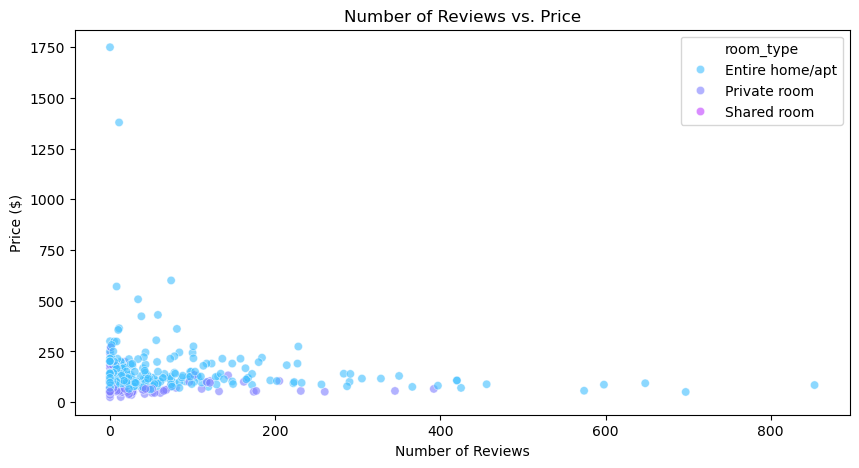 Number of Reviews vs. Price
room_type
Entire home/apt
Private room
Shared room
Price ($)
1750
1500
1250
1000
750
500
250
0
0
200
400
600
800
Number of Reviews